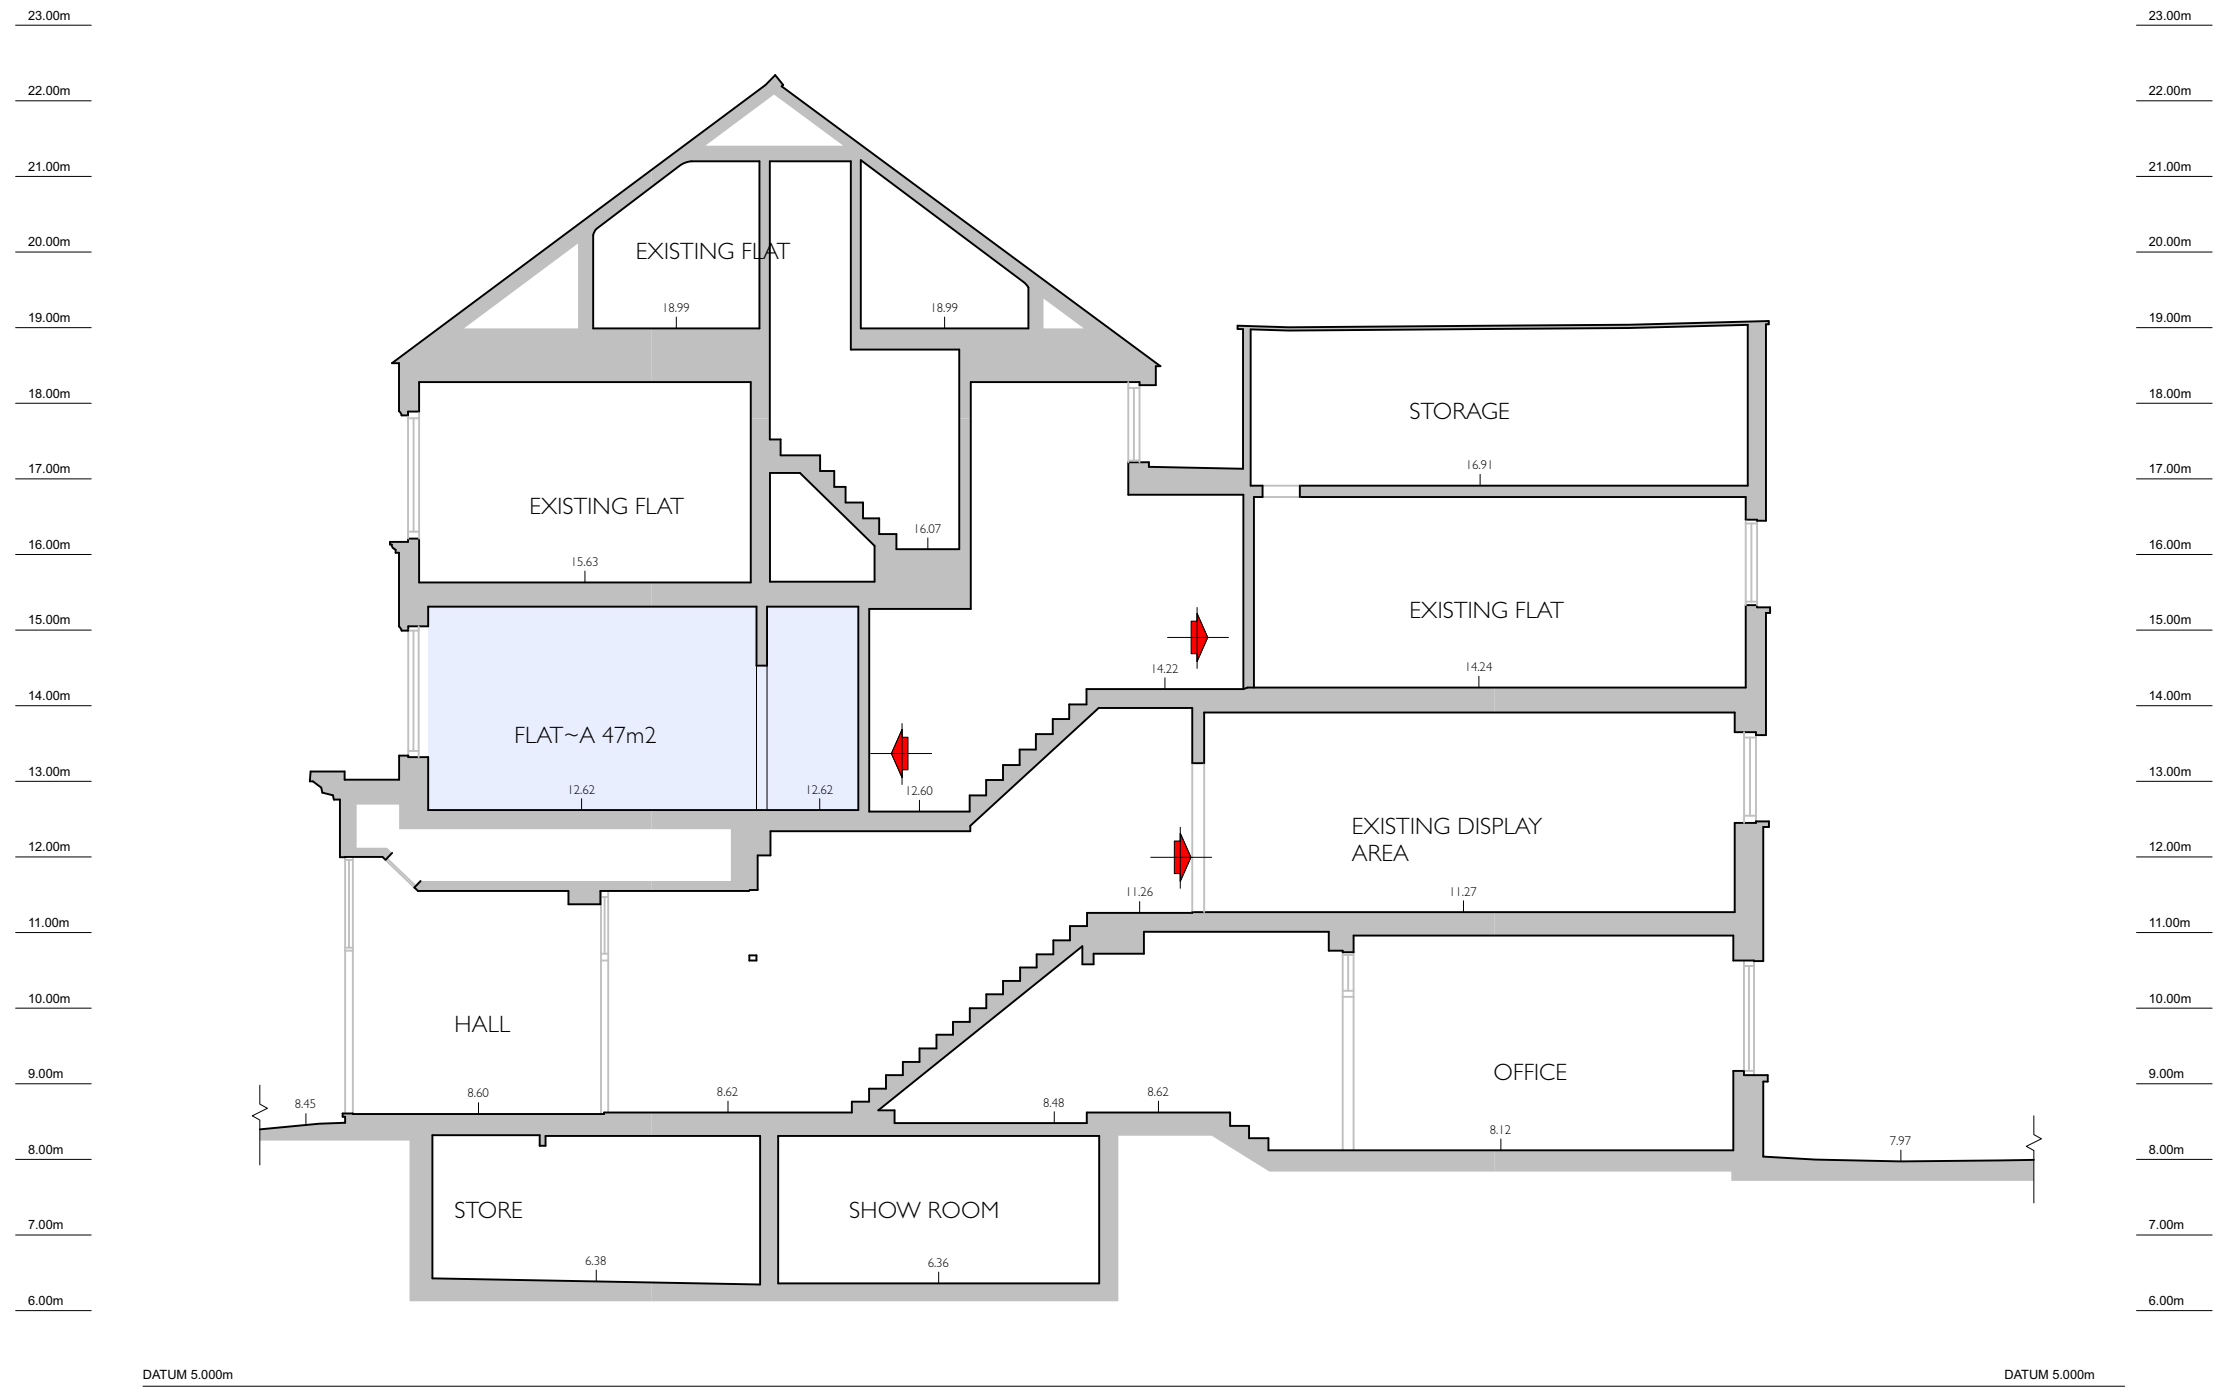 23.00m
23.00m
22.00m
22.00m
21.00m
21.00m
20.00m
EXISTING FLAT
20.00m
19.00m
18.99
18.99
19.00m
18.00m
STORAGE
18.00m
17.00m
16.91
17.00m
EXISTING FLAT
16.07
16.00m
15.63
16.00m
15.00m
EXISTING FLAT
15.00m
14.22
14.24
14.00m
14.00m
FLAT~A 47m2
13.00m
12.62
12.62
12.60
13.00m
EXISTING DISPLAY
AREA
12.00m
12.00m
11.26
11.27
11.00m
11.00m
10.00m
HALL
10.00m
9.00m
OFFICE
9.00m
8.45
8.60
8.62
8.48
8.62
8.12
7.97
8.00m
8.00m
STORE
SHOW ROOM
7.00m
7.00m
6.38
6.36
6.00m
6.00m
DATUM 5.000m
DATUM 5.000m